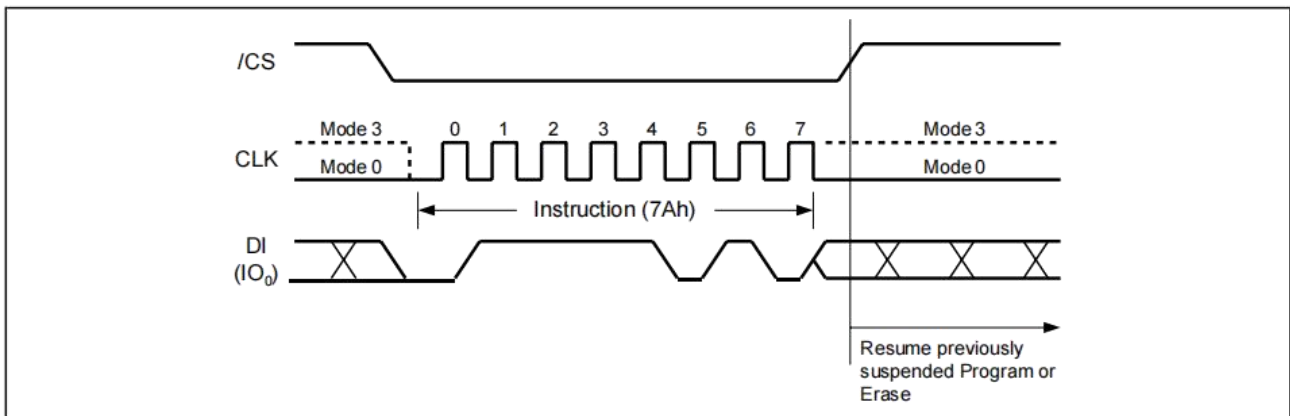 /CS
Mode 3
0
1
2
3
4
5
6
7
Mode 3
CLK
Mode 0
Mode 0
Instruction (7Ah)
DI
(IO0)
Resume previously
suspended Program or
Erase